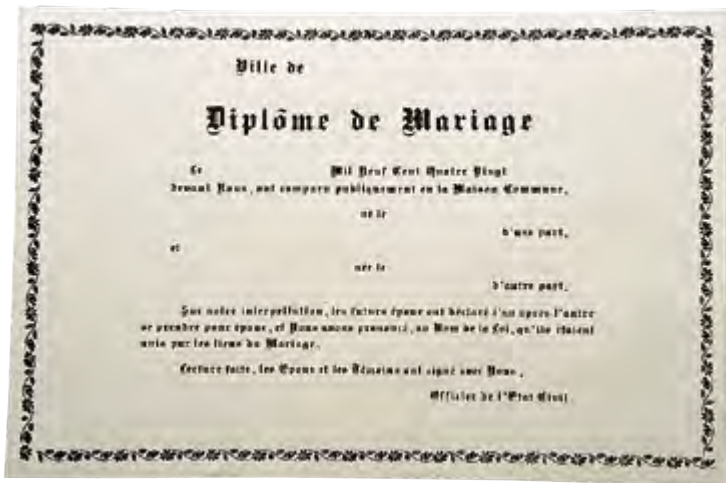 Ville de
Diplôme de Mariage
Le Mil Neuf Cent Quatre Vingt
devant Nous, ont comparu publiquement en la Maison Commune,
né le
d'une part,
et
née le
d'autre part,
Sur notre interpellation, les futurs époux ont déclaré l'un après l'autre
se prendre pour époux, et Nous avons prononcé, au Nom de la Loi, qu'ils étaient
unis par les liens du Mariage.
Lecture faite, les Epoux et les Témoins ont signé avec Nous,
Officier de l'Etat Civil